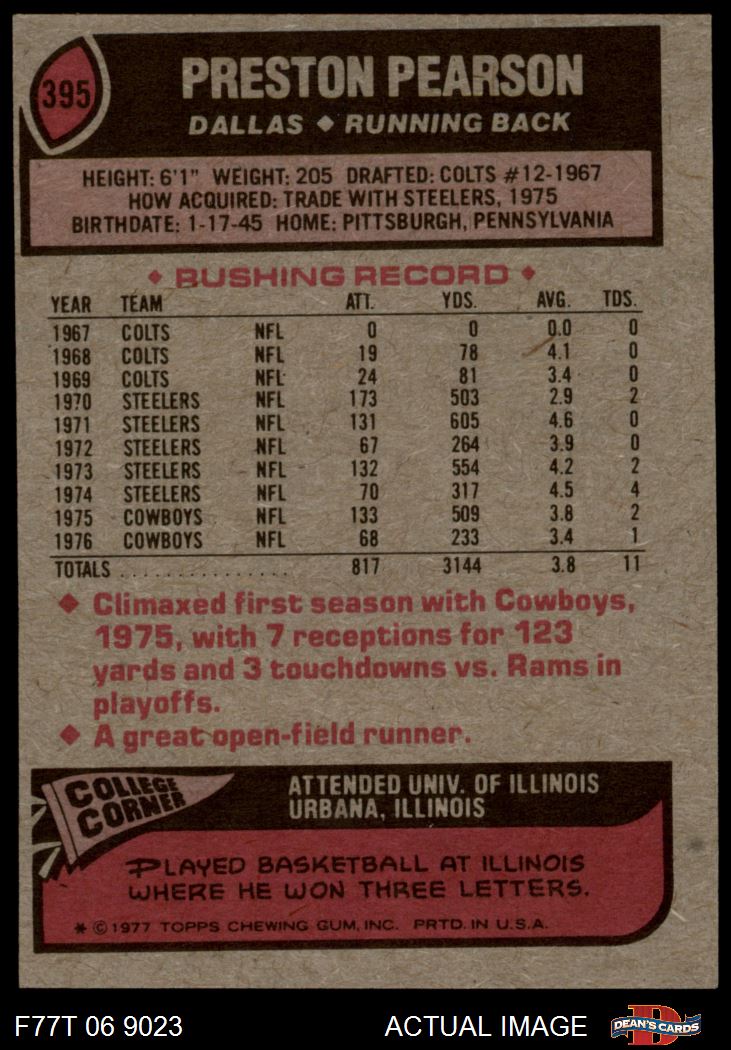 395
PRESTON PEARSON
DALLAS ◆ RUNNING BACK
HEIGHT: 6'1" WEIGHT: 205 DRAFTED: COLTS #12-1967
HOW ACQUIRED: TRADE WITH STEELERS, 1975
BIRTHDATE: 1-17-45 HOME: PITTSBURGH, PENNSYLVANIA
◆ RUSHING RECORD ◆
YEAR TEAM ATT. YDS. AVG. TDS.
1967 COLTS NFL 0 0 0.0 0
1968 COLTS NFL 19 78 4.1 0
1969 COLTS NFL 24 81 3.4 0
1970 STEELERS NFL 173 503 2.9 2
1971 STEELERS NFL 131 605 4.6 0
1972 STEELERS NFL 67 264 3.9 0
1973 STEELERS NFL 132 554 4.2 2
1974 STEELERS NFL 70 317 4.5 4
1975 COWBOYS NFL 133 509 3.8 2
1976 COWBOYS NFL 68 233 3.4 1
TOTALS . . . . . . . . . . . . . . . . 817 3144 3.8 11
◆ Climaxed first season with Cowboys,
1975, with 7 receptions for 123
yards and 3 touchdowns vs. Rams in
playoffs.
◆ A great open-field runner.
COLLEGE
CORNER
ATTENDED UNIV. OF ILLINOIS
URBANA, ILLINOIS
PLAYED BASKETBALL AT ILLINOIS
WHERE HE WON THREE LETTERS.
* © 1977 TOPPS CHEWING GUM, INC. PRTD. IN U.S.A.
F77T 06 9023 ACTUAL IMAGE
D
DEAN'S CARDS